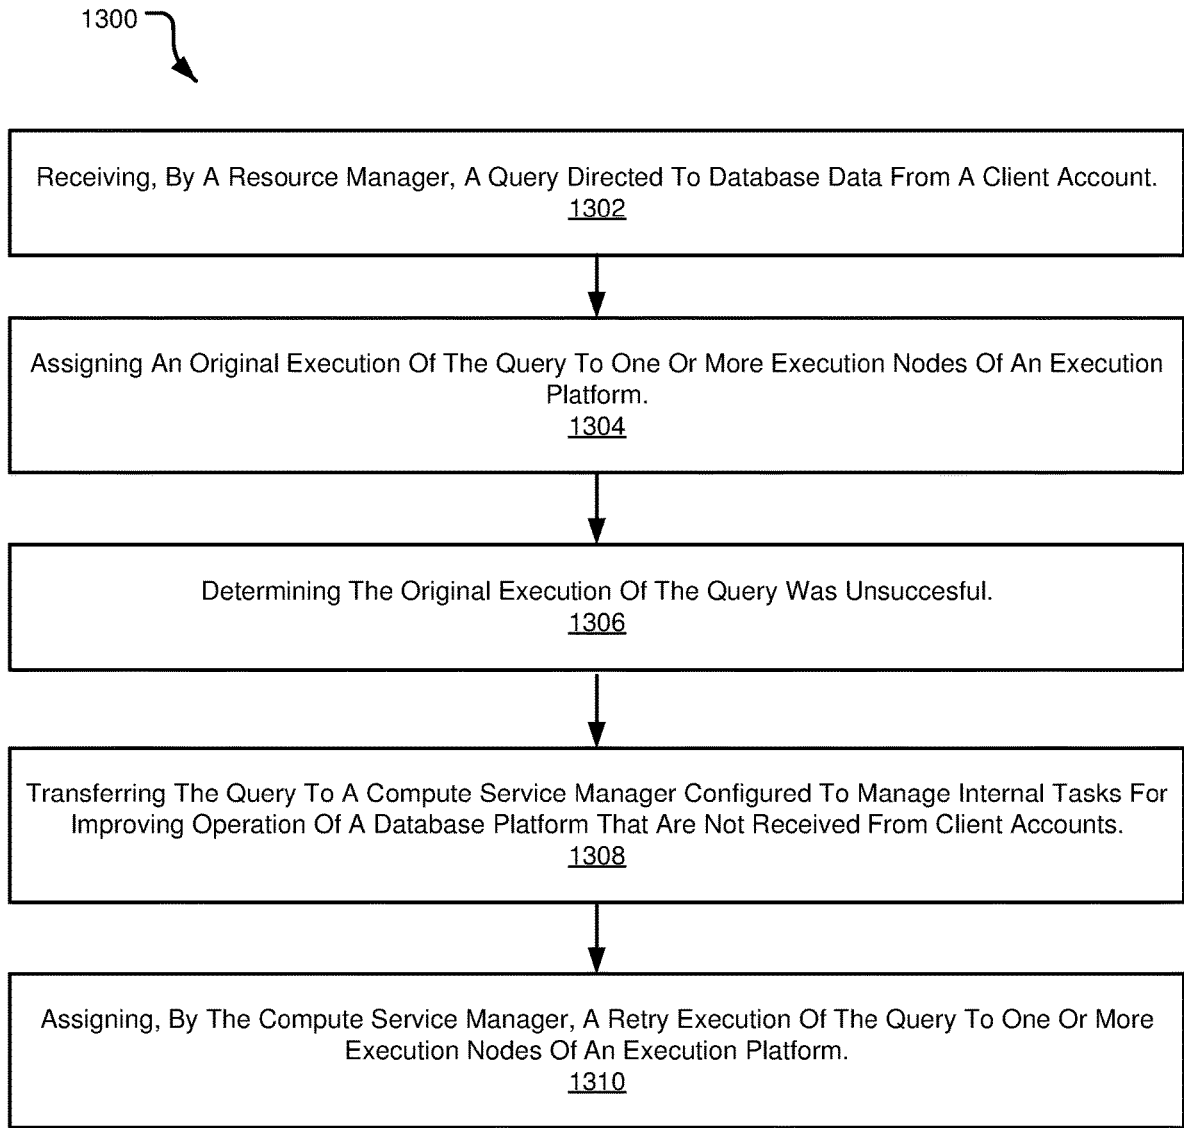 1300
Receiving, By A Resource Manager, A Query Directed To Database Data From A Client Account.
1302
Assigning An Original Execution Of The Query To One Or More Execution Nodes Of An Execution
Platform.
1304
Determining The Original Execution Of The Query Was Unsuccesful.
1306
Transferring The Query To A Compute Service Manager Configured To Manage Internal Tasks For
Improving Operation Of A Database Platform That Are Not Received From Client Accounts.
1308
Assigning, By The Compute Service Manager, A Retry Execution Of The Query To One Or More
Execution Nodes Of An Execution Platform.
1310